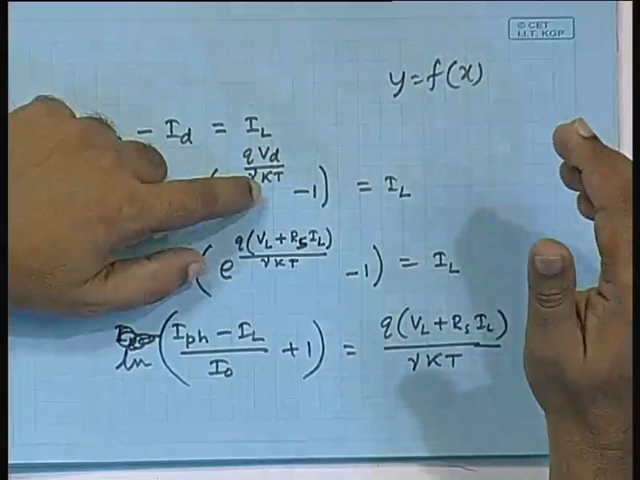 © CET
I.I.T. KGP
y = f(x)
- I_d = I_L
qV_d / γKT - 1) = I_L
(e^{q(V_L + R_s I_L) / γKT} - 1) = I_L
ln((I_ph - I_L) / I_0 + 1) = q(V_L + R_s I_L) / γKT